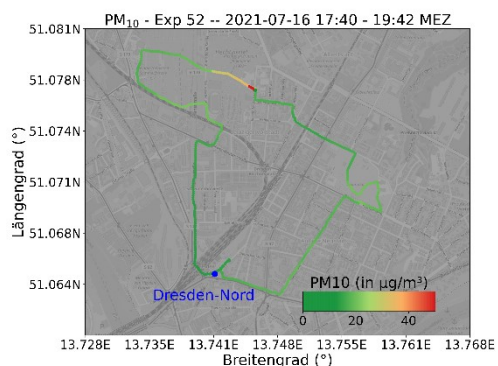 PM₁₀ - Exp 52 -- 2021-07-16 17:40 - 19:42 MEZ
51.081N
51.078N
51.074N
51.071N
51.068N
51.064N
Längengrad (°)
Dresden-Nord
PM10 (in µg/m³)
0 20 40
13.728E 13.735E 13.741E 13.748E 13.755E 13.761E 13.768E
Breitengrad (°)